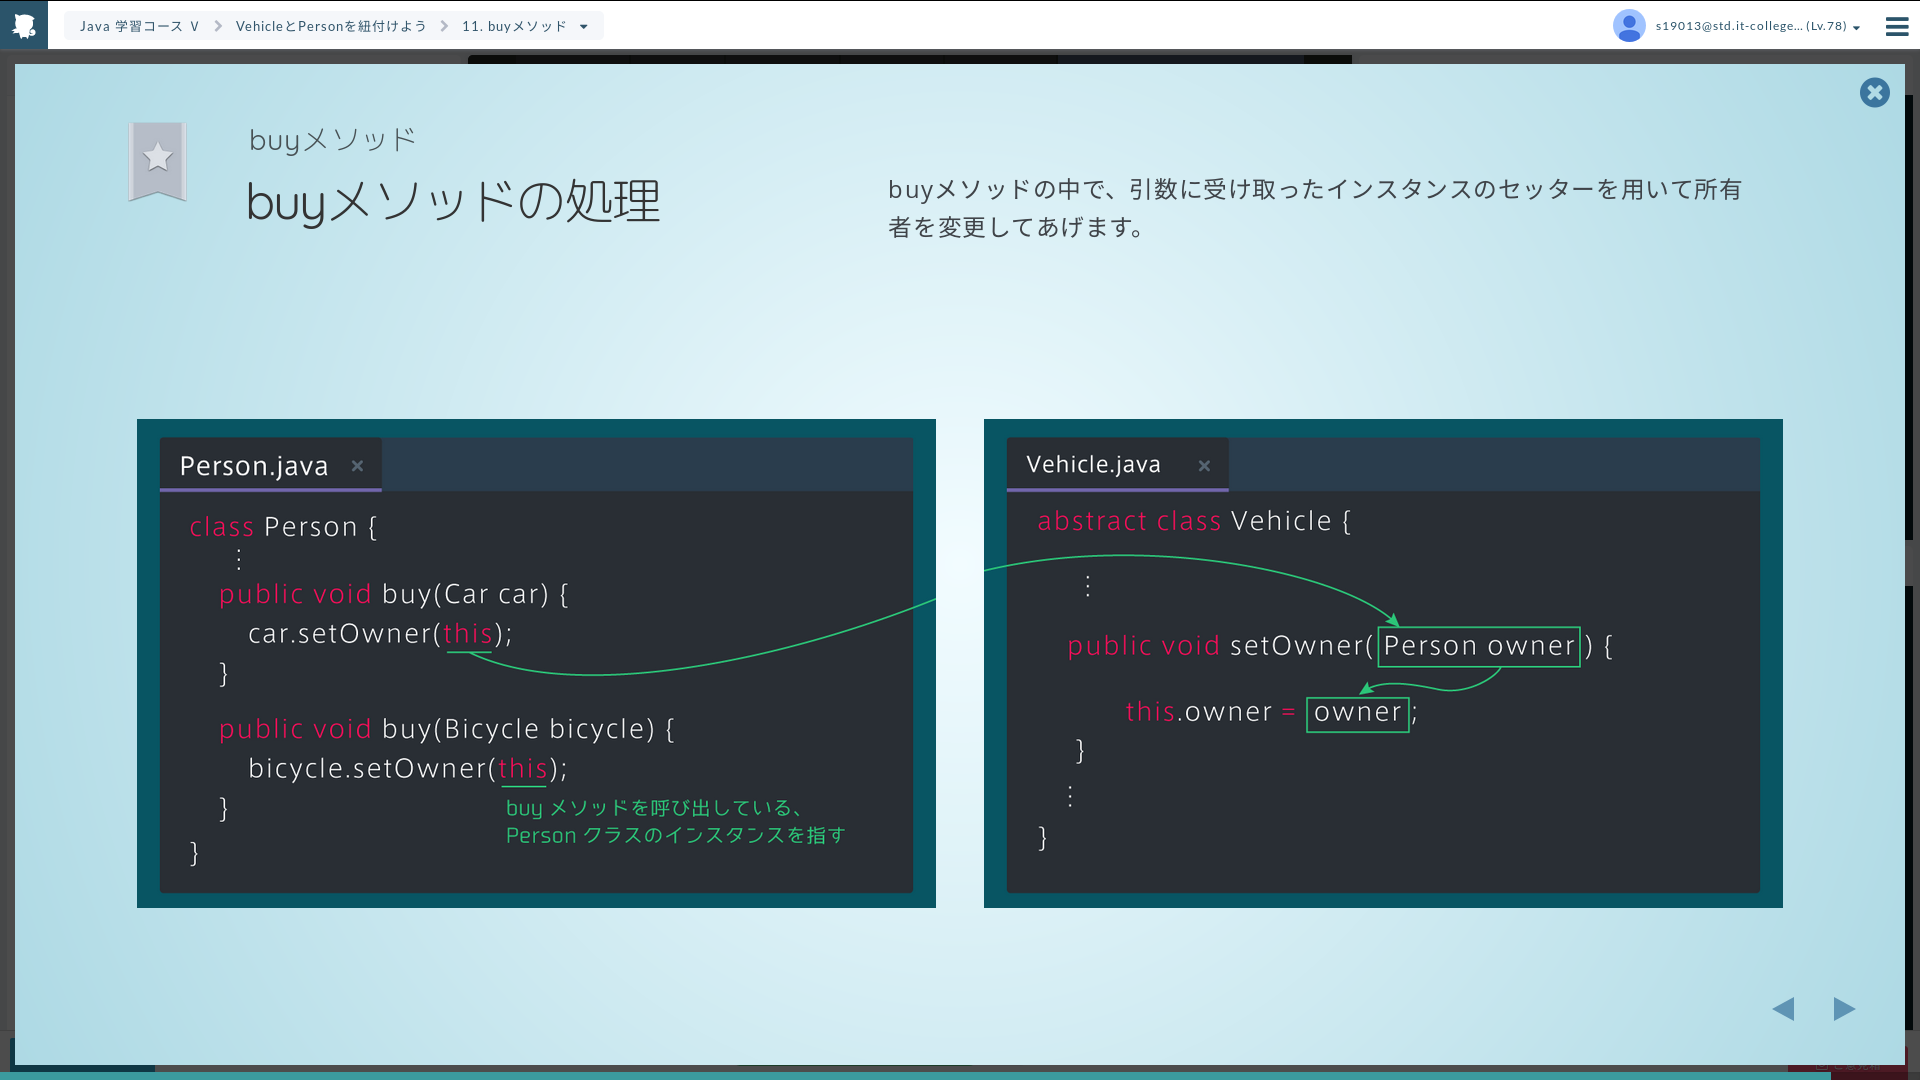 Java 学習コース V
VehicleとPersonを紐付けよう
11. buyメソッド
s19013@std.it-college... (Lv.78)
buyメソッド
buyメソッドの処理
buyメソッドの中で、引数に受け取ったインスタンスのセッターを用いて所有
者を変更してあげます。
Person.java
class Person {
⋮
public void buy(Car car) {
car.setOwner(this);
}
public void buy(Bicycle bicycle) {
bicycle.setOwner(this);
}
buy メソッドを呼び出している、
Person クラスのインスタンスを指す
}
Vehicle.java
abstract class Vehicle {
⋮
public void setOwner(Person owner) {
this.owner = owner;
}
⋮
}